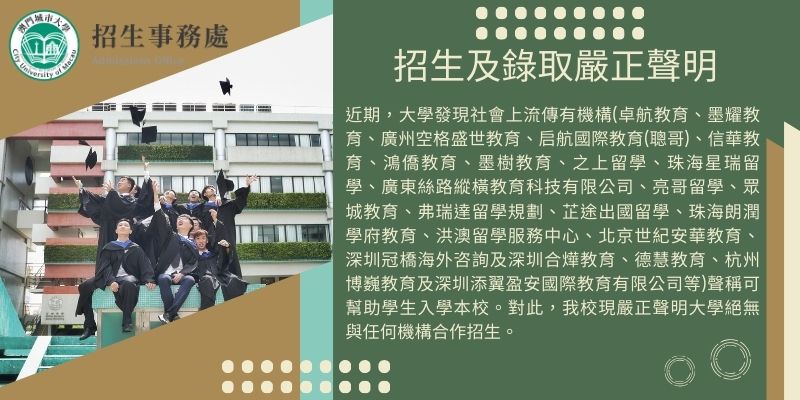 澳門城市大學
City University of Macau
招生事務處
Admissions Office
招生及錄取嚴正聲明
近期，大學發現社會上流傳有機構(卓航教育、墨耀教
育、廣州空格盛世教育、启航國際教育(聰哥)、信華教
育、鴻僑教育、墨樹教育、之上留學、珠海星瑞留
學、廣東絲路縱橫教育科技有限公司、亮哥留學、眾
城教育、弗瑞達留學規劃、芷途出國留學、珠海朗潤
學府教育、洪澳留學服務中心、北京世紀安華教育、
深圳冠橋海外咨詢及深圳合燁教育、德慧教育、杭州
博巍教育及深圳添翼盈安國際教育有限公司等)聲稱可
幫助學生入學本校。對此，我校現嚴正聲明大學絕無
與任何機構合作招生。